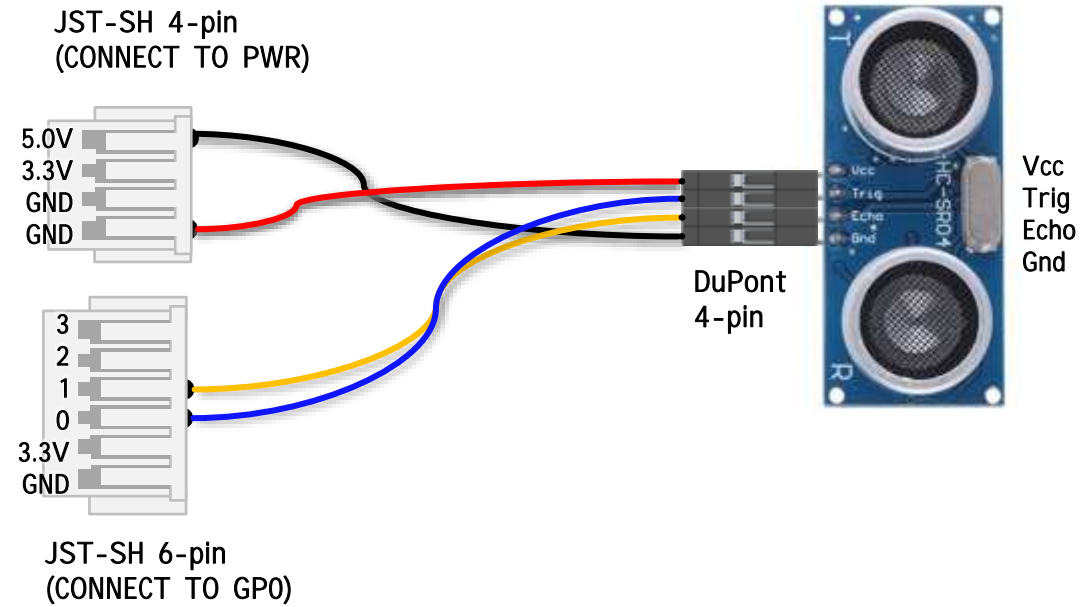 JST-SH 4-pin
(CONNECT TO PWR)
5.0V
3.3V
GND
GND
T
Vcc
Trig
Echo
Gnd
HC-SR04
R
Vcc
Trig
Echo
Gnd
DuPont
4-pin
3
2
1
0
3.3V
GND
JST-SH 6-pin
(CONNECT TO GP0)